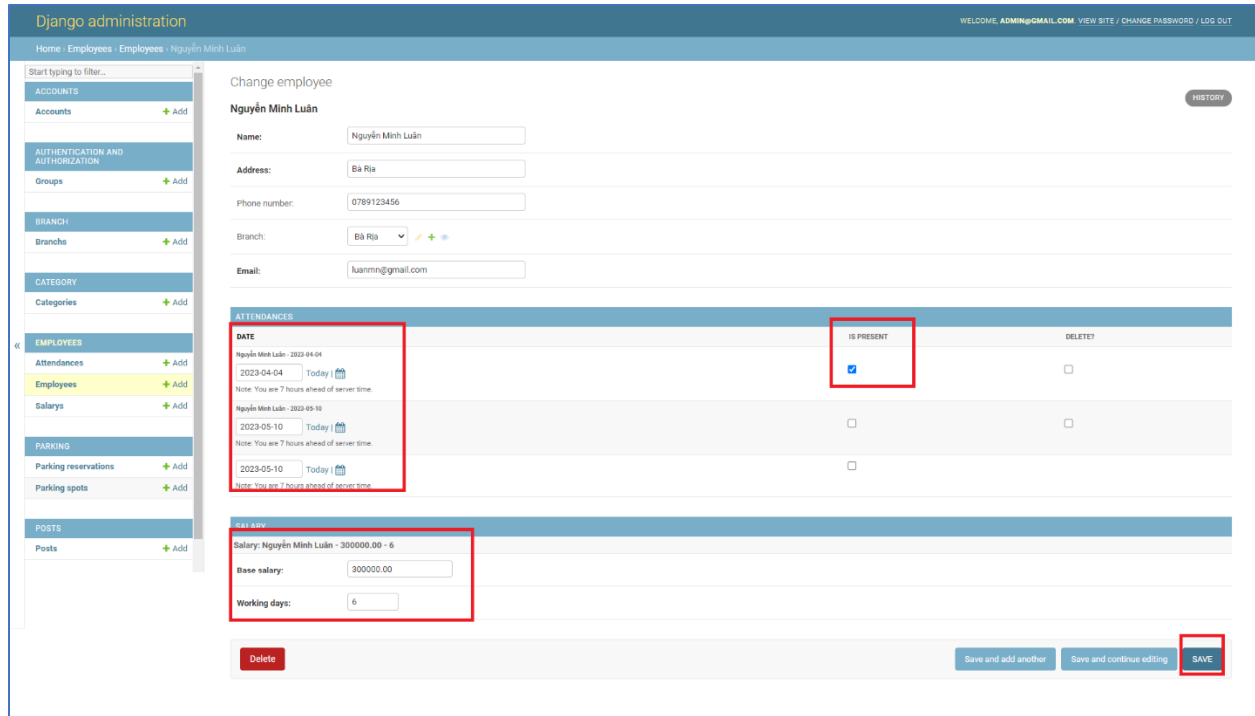 Django administration
WELCOME, ADMIN@GMAIL.COM. VIEW SITE / CHANGE PASSWORD / LOG OUT
Home › Employees › Employees › Nguyễn Minh Luân
Start typing to filter...
ACCOUNTS
Accounts + Add
AUTHENTICATION AND
AUTHORIZATION
Groups + Add
BRANCH
Branchs + Add
CATEGORY
Categories + Add
«
EMPLOYEES
Attendances + Add
Employees + Add
Salarys + Add
PARKING
Parking reservations + Add
Parking spots + Add
POSTS
Posts + Add
Change employee
HISTORY
Nguyễn Minh Luân
Name: Nguyễn Minh Luân
Address: Bà Rịa
Phone number: 0789123456
Branch: Bà Rịa
Email: luanmn@gmail.com
ATTENDANCES
DATE IS PRESENT DELETE?
Nguyễn Minh Luân - 2023-04-04
2023-04-04 Today |
Note: You are 7 hours ahead of server time.
Nguyễn Minh Luân - 2023-05-10
2023-05-10 Today |
Note: You are 7 hours ahead of server time.
2023-05-10 Today |
Note: You are 7 hours ahead of server time.
SALARY
Salary: Nguyễn Minh Luân - 300000.00 - 6
Base salary: 300000.00
Working days: 6
Delete
Save and add another
Save and continue editing
SAVE